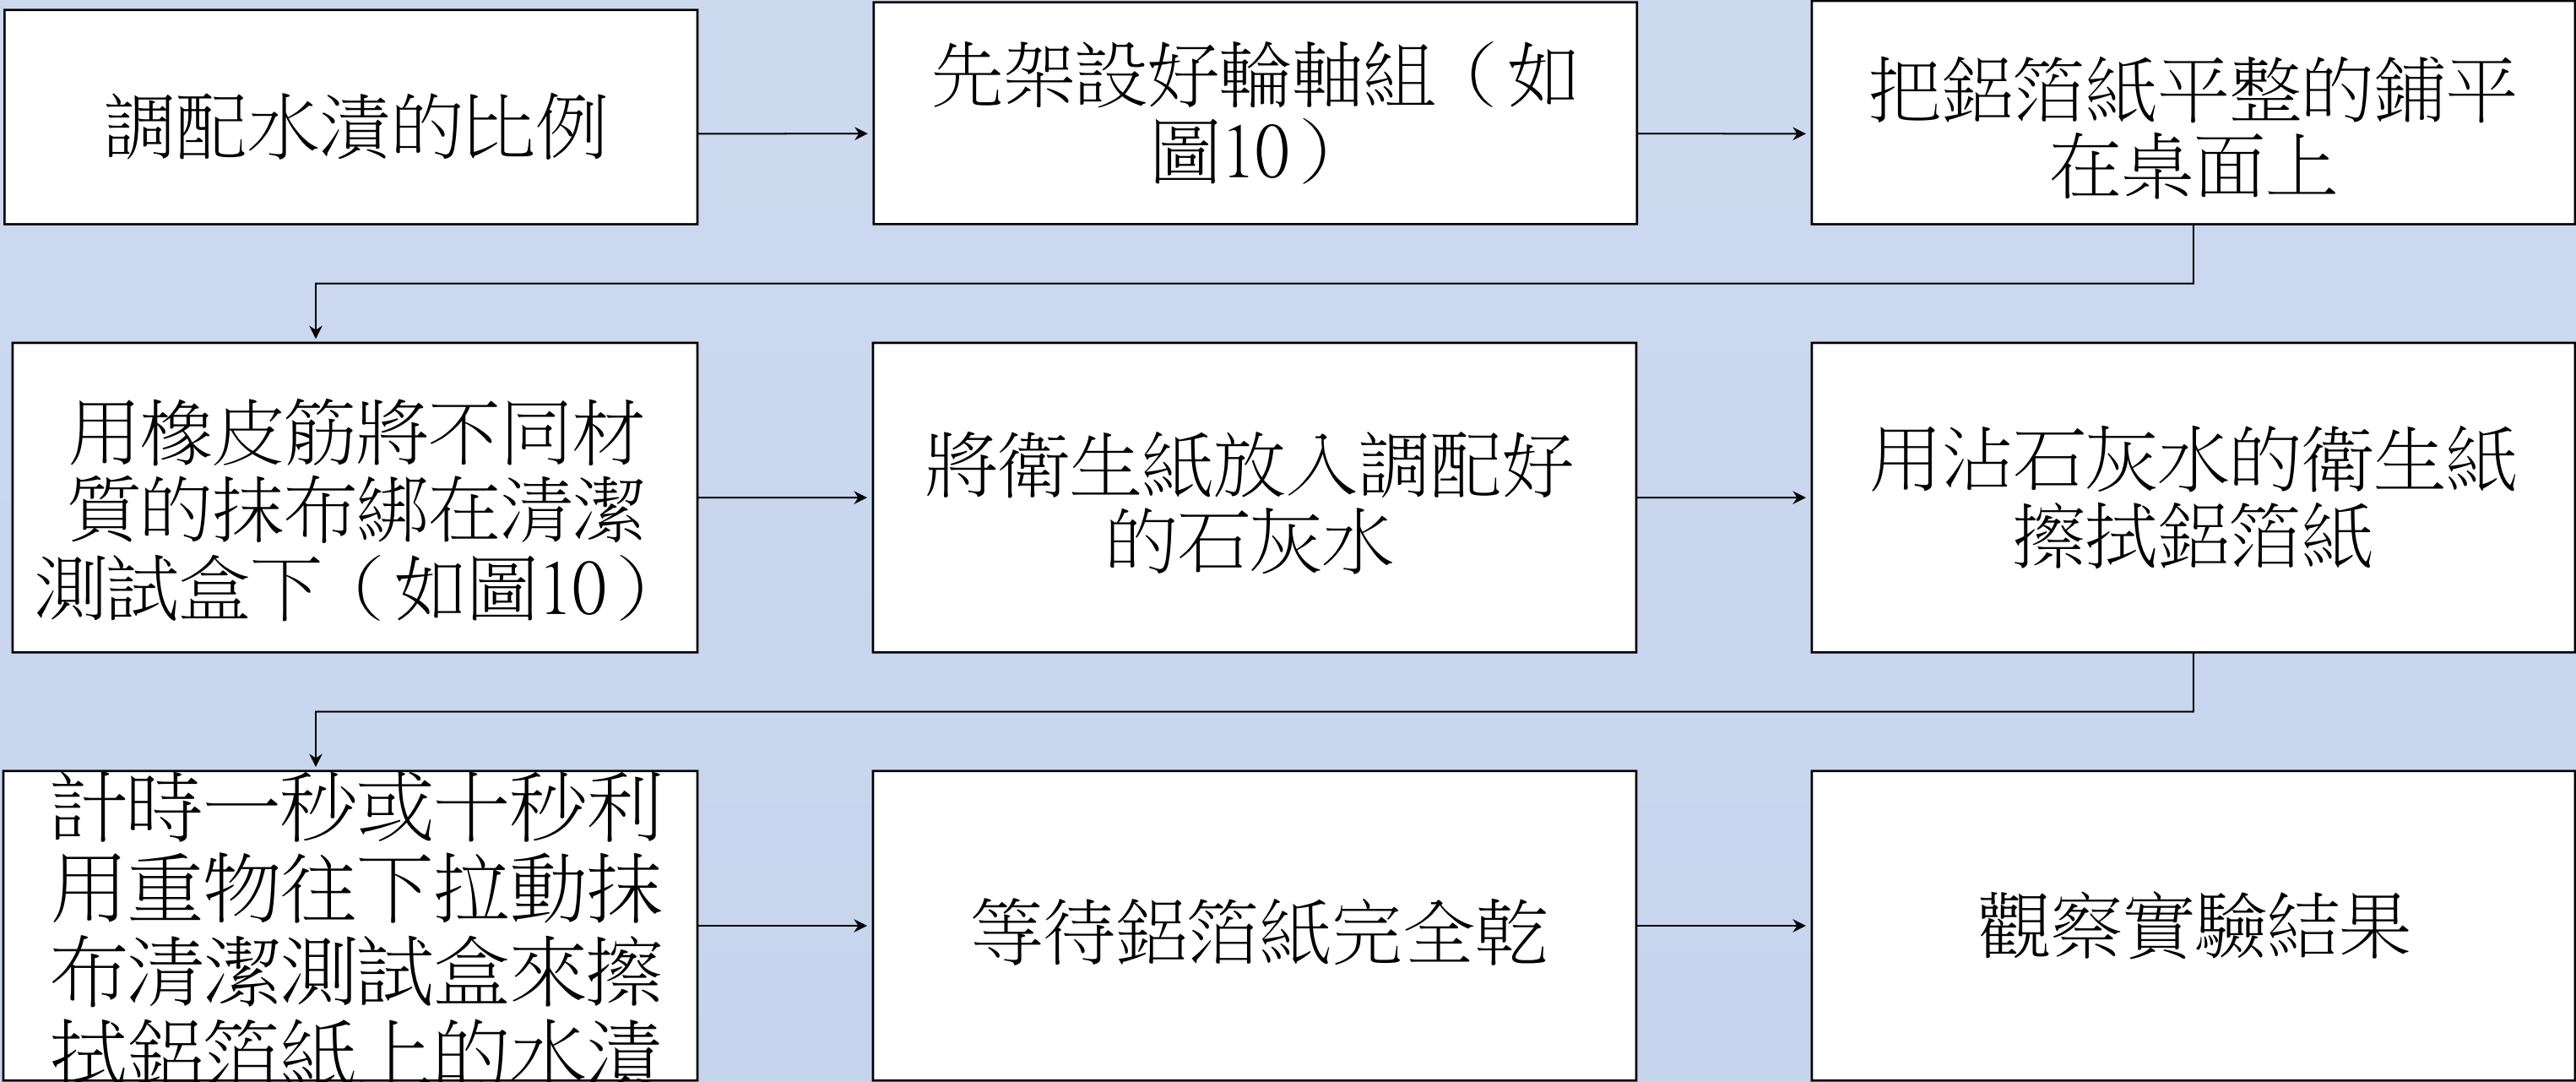 調配水漬的比例
先架設好輪軸組（如
圖10）
把鋁箔紙平整的鋪平
在桌面上
用橡皮筋將不同材
質的抹布綁在清潔
測試盒下（如圖10）
將衛生紙放入調配好
的石灰水
用沾石灰水的衛生紙
擦拭鋁箔紙
計時一秒或十秒利
用重物往下拉動抹
布清潔測試盒來擦
拭鋁箔紙上的水漬
等待鋁箔紙完全乾
觀察實驗結果